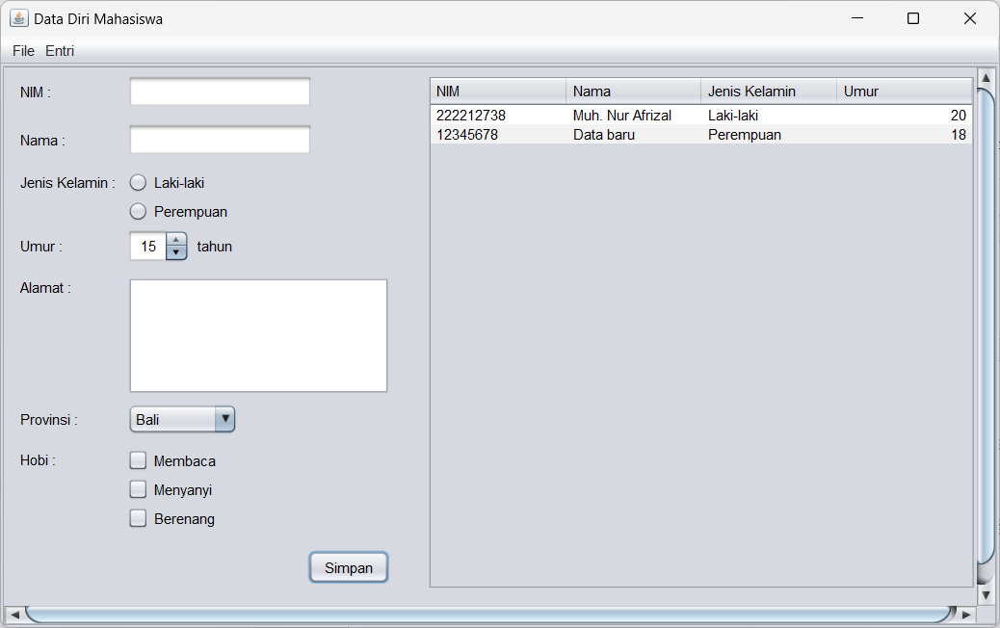 Data Diri Mahasiswa
File Entri
NIM :
Nama :
Jenis Kelamin : Laki-laki
Perempuan
Umur : 15 tahun
Alamat :
Provinsi : Bali
Hobi : Membaca
Menyanyi
Berenang
Simpan
NIM Nama Jenis Kelamin Umur
222212738 Muh. Nur Afrizal Laki-laki 20
12345678 Data baru Perempuan 18